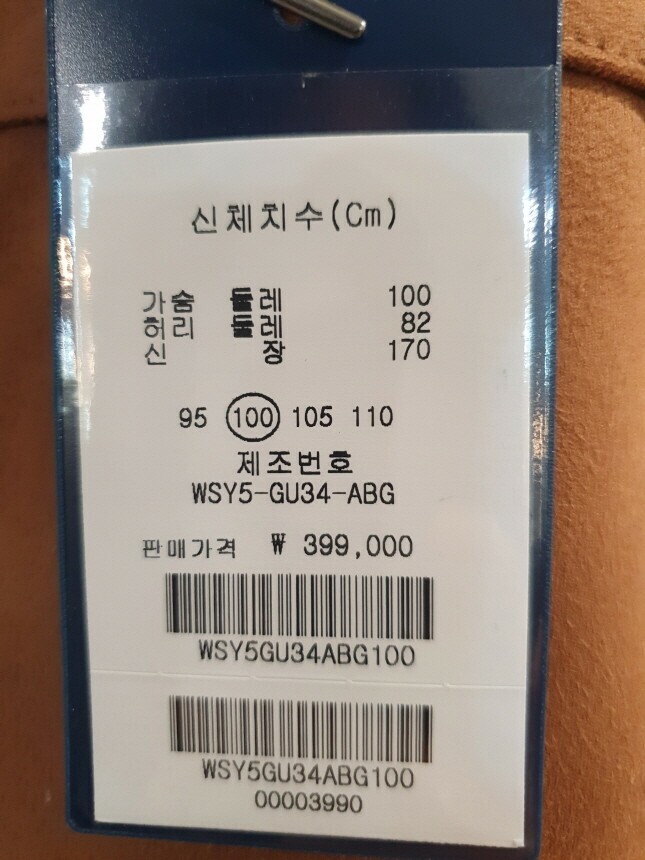 신체치수(Cm)
가슴 둘레 100
허리 둘레 82
신 장 170
95 100 105 110
제조번호
WSY5-GU34-ABG
판매가격 ₩ 399,000
WSY5GU34ABG100
WSY5GU34ABG100
00003990